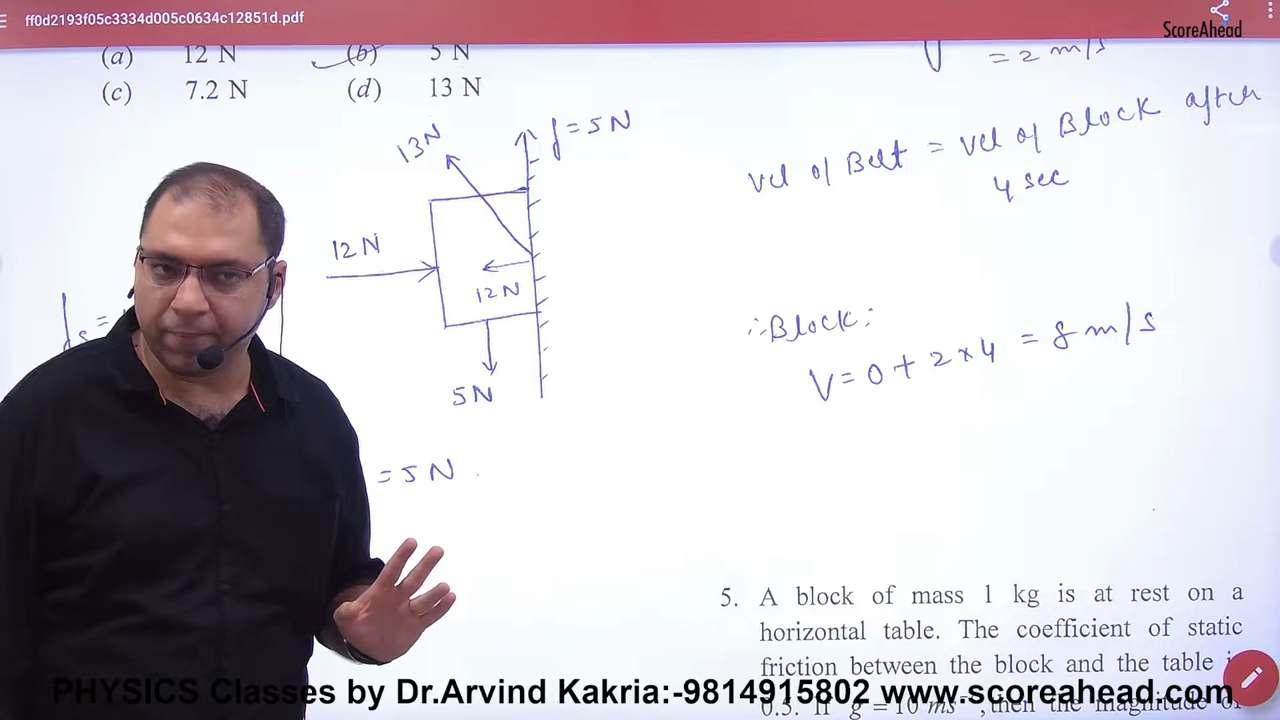 ff0d2193f05c3334d005c0634c12851d.pdf
ScoreAhead
(a) 12 N (b) 5 N
(c) 7.2 N (d) 13 N
V = 2 m/s
13N
f = 5 N
12 N
12 N
5 N
= 5 N
Vel of Belt = Vel of Block after
4 sec
∴ Block:
V = 0 + 2 × 4 = 8 m/s
5. A block of mass 1 kg is at rest on a
horizontal table. The coefficient of static
friction between the block and the table
PHYSICS Classes by Dr.Arvind Kakria:-9814915802 www.scoreahead.com